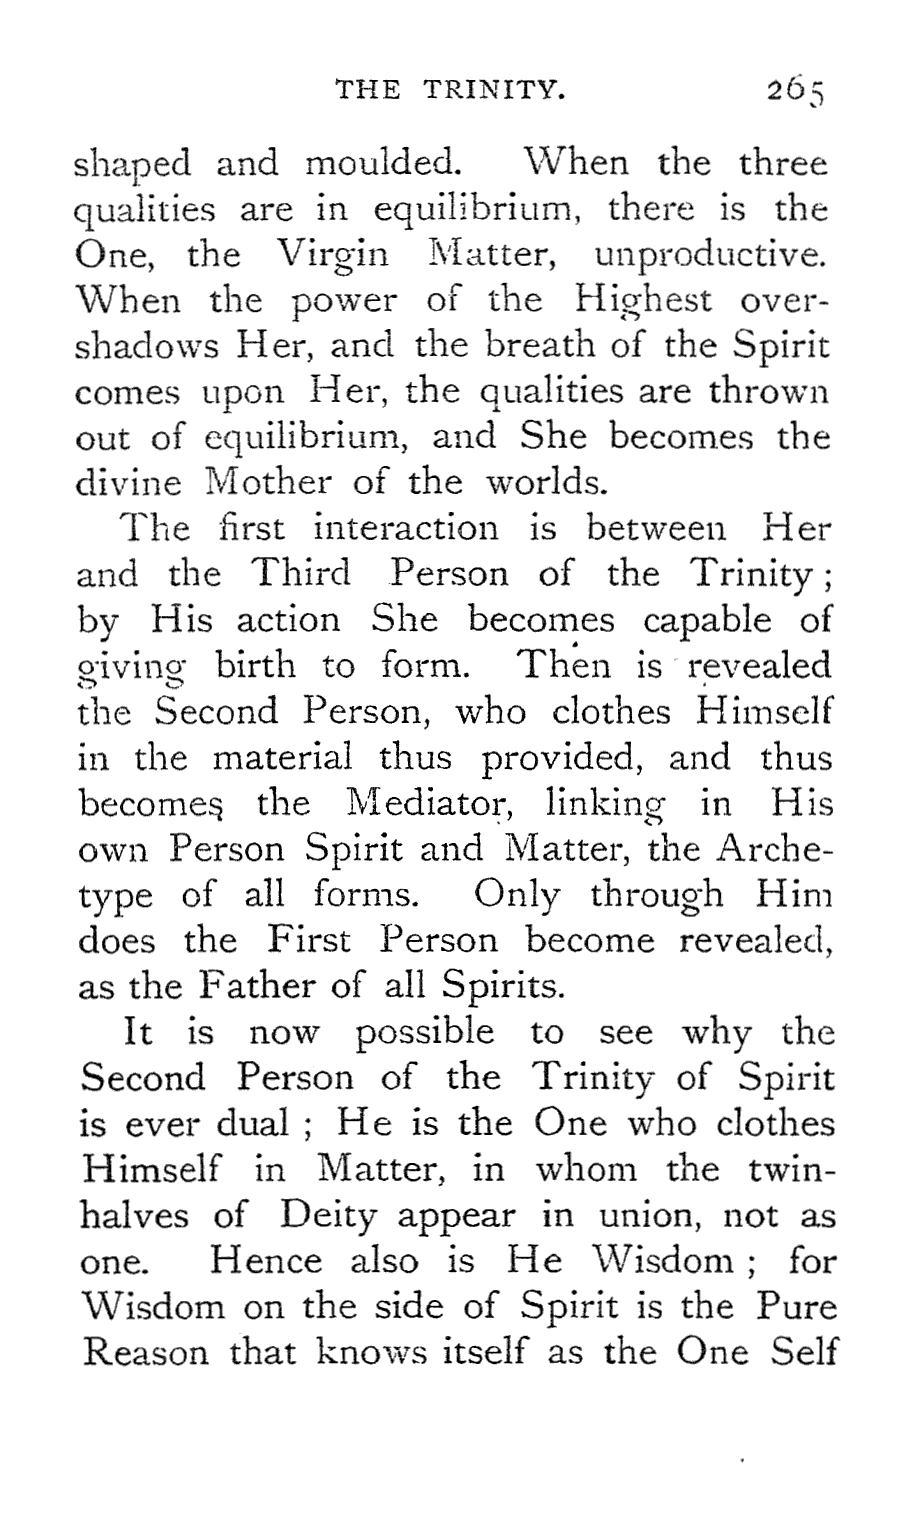 THE TRINITY. 265
shaped and moulded. When the three
qualities are in equilibrium, there is the
One, the Virgin Matter, unproductive.
When the power of the Highest over-
shadows Her, and the breath of the Spirit
comes upon Her, the qualities are thrown
out of equilibrium, and She becomes the
divine Mother of the worlds.
The first interaction is between Her
and the Third Person of the Trinity ;
by His action She becomes capable of
giving birth to form. Then is revealed
the Second Person, who clothes Himself
in the material thus provided, and thus
becomes the Mediator, linking in His
own Person Spirit and Matter, the Arche-
type of all forms. Only through Him
does the First Person become revealed,
as the Father of all Spirits.
It is now possible to see why the
Second Person of the Trinity of Spirit
is ever dual ; He is the One who clothes
Himself in Matter, in whom the twin-
halves of Deity appear in union, not as
one. Hence also is He Wisdom ; for
Wisdom on the side of Spirit is the Pure
Reason that knows itself as the One Self